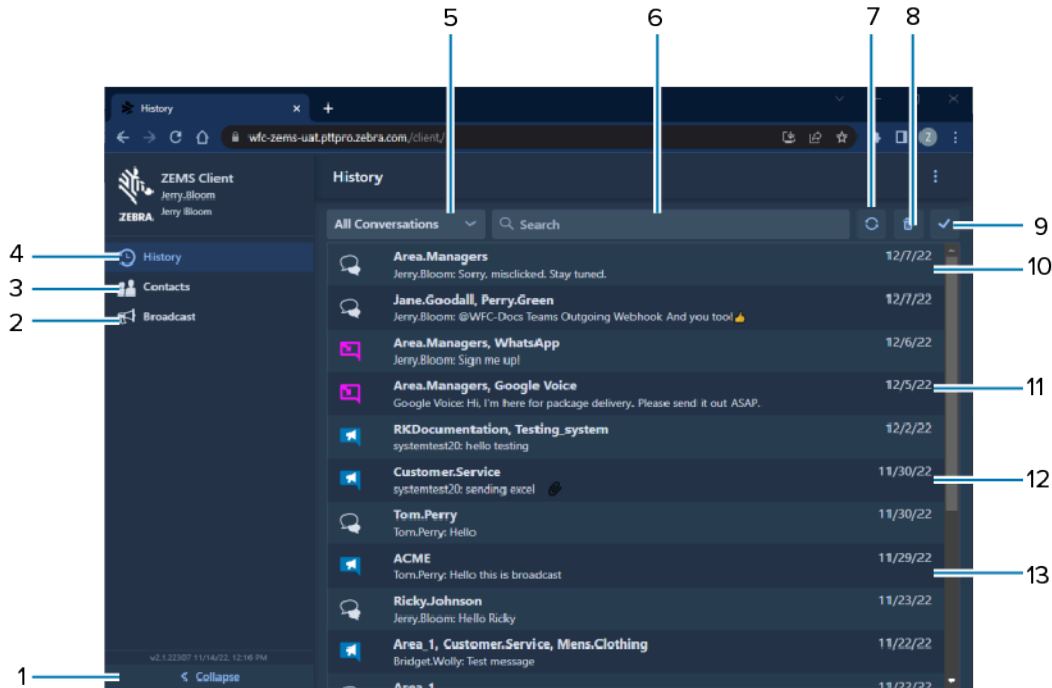 5 6 7 8
History
wfc-zems-uat.pttpro.zebra.com/client/
Z
ZEMS Client
Jerry.Bloom
Jerry Bloom
ZEBRA
History
All Conversations
Search
9
4
History
3
Contacts
2
Broadcast
Area.Managers 12/7/22
Jerry.Bloom: Sorry, misclicked. Stay tuned.
10
Jane.Goodall, Perry.Green 12/7/22
Jerry.Bloom: @WFC-Docs Teams Outgoing Webhook And you too!👍
Area.Managers, WhatsApp 12/6/22
Jerry.Bloom: Sign me up!
Area.Managers, Google Voice 12/5/22
11
Google Voice: Hi, I'm here for package delivery. Please send it out ASAP.
RKDocumentation, Testing_system 12/2/22
systemtest20: hello testing
Customer.Service 11/30/22
12
systemtest20: sending excel
Tom.Perry 11/30/22
Tom.Perry: Hello
ACME 11/29/22
Tom.Perry: Hello this is broadcast
13
Ricky.Johnson 11/23/22
Jerry.Bloom: Hello Ricky
Area_1, Customer.Service, Mens.Clothing 11/22/22
Bridget.Wolly: Test message
Area_1 11/22/22
v2.1.22307 11/14/22, 12:16 PM
1
Collapse